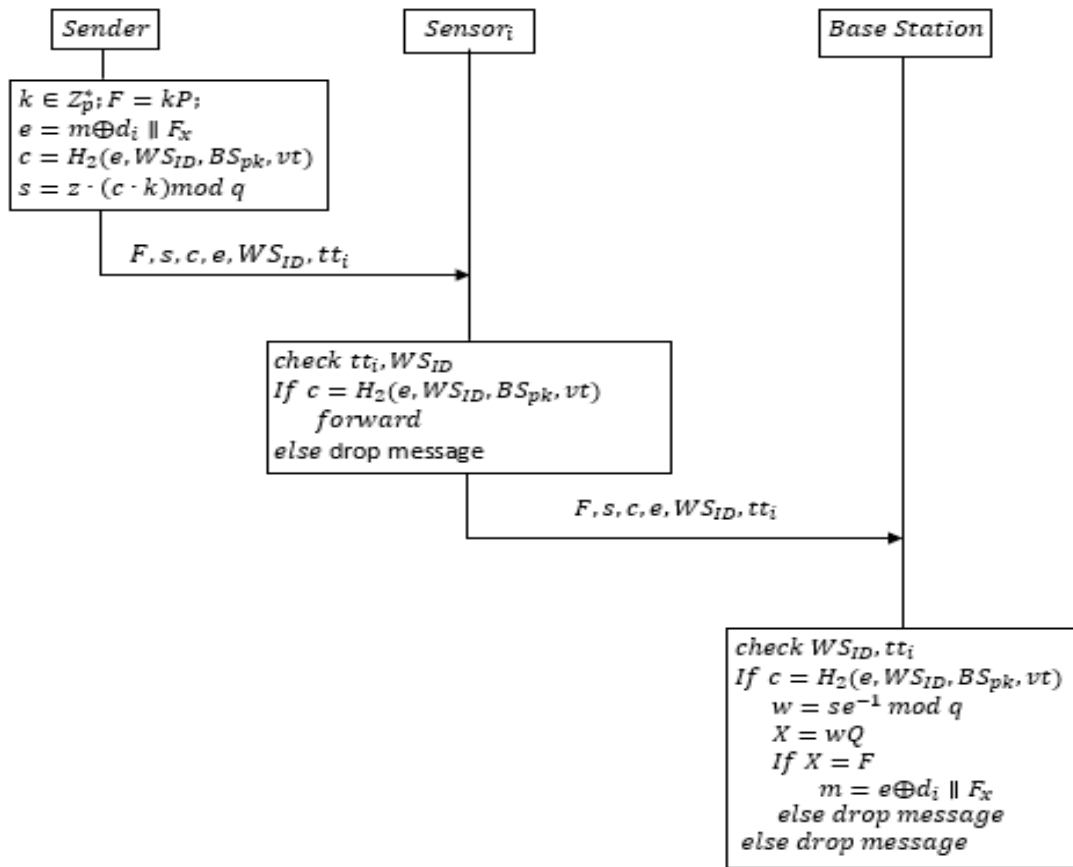 Sender
Sensor_i
Base Station
k ∈ Z_p^*; F = kP;
e = m⊕d_i ∥ F_x
c = H_2(e, WS_ID, BS_pk, vt)
s = z · (c · k)mod q
F, s, c, e, WS_ID, tt_i
check tt_i, WS_ID
If c = H_2(e, WS_ID, BS_pk, vt)
forward
else drop message
F, s, c, e, WS_ID, tt_i
check WS_ID, tt_i
If c = H_2(e, WS_ID, BS_pk, vt)
w = se^{-1} mod q
X = wQ
If X = F
m = e⊕d_i ∥ F_x
else drop message
else drop message